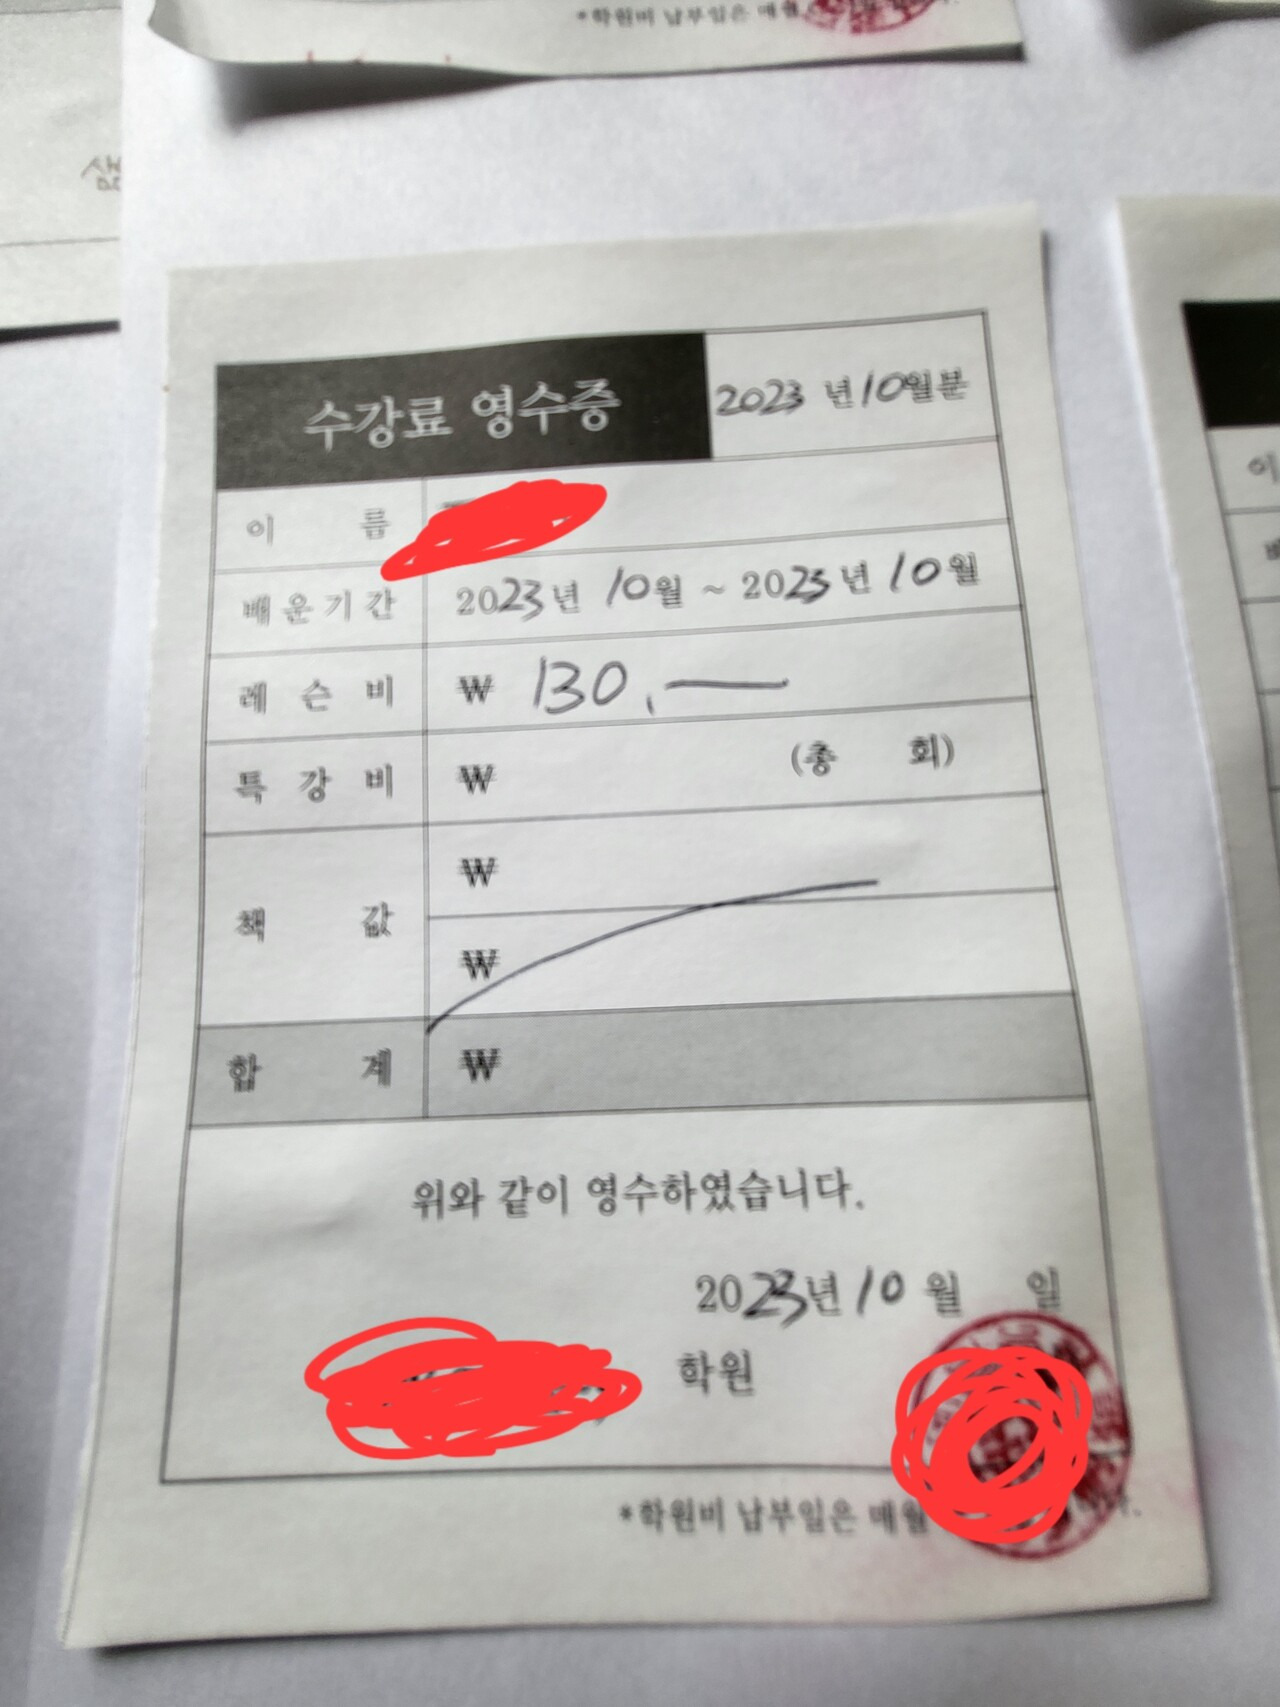 *학원비 납부일은 매월
삶
수강료 영수증 2023 년 10월분
이 름
배운기간 2023년 10월 ~ 2023년 10월
레 슨 비 ₩ 130,—
특 강 비 ₩ (총 회)
책 값 ₩
₩
합 계 ₩
위와 같이 영수하였습니다.
2023년 10 월 일
학원
*학원비 납부일은 매월